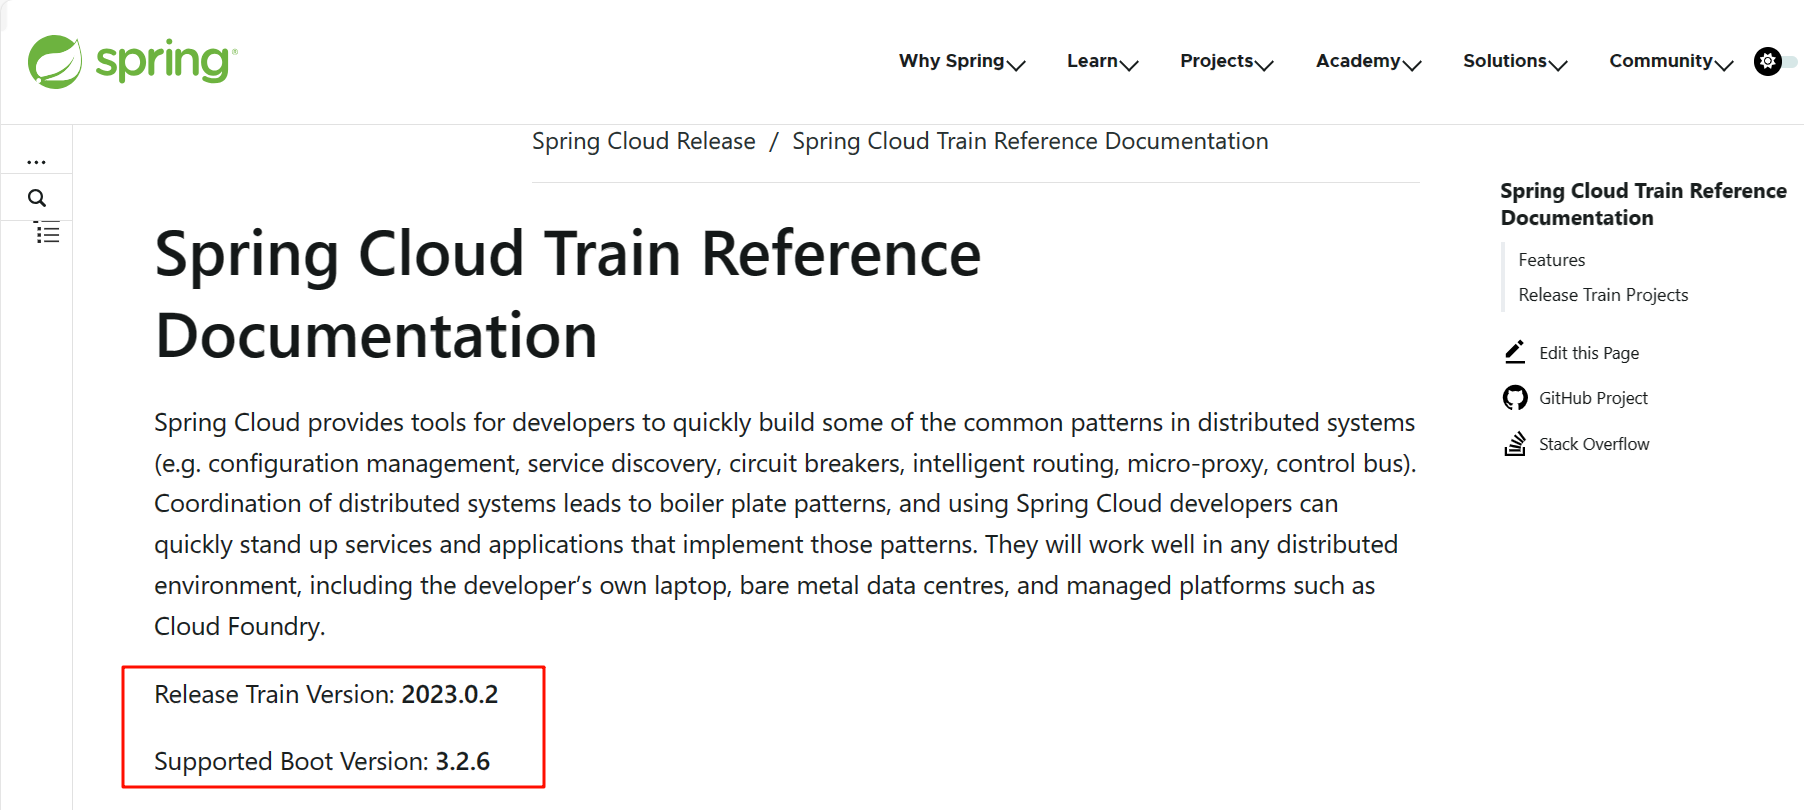 spring
Why Spring
Learn
Projects
Academy
Solutions
Community
...
Spring Cloud Release / Spring Cloud Train Reference Documentation
Spring Cloud Train Reference
Documentation
Spring Cloud provides tools for developers to quickly build some of the common patterns in distributed systems
(e.g. configuration management, service discovery, circuit breakers, intelligent routing, micro-proxy, control bus).
Coordination of distributed systems leads to boiler plate patterns, and using Spring Cloud developers can
quickly stand up services and applications that implement those patterns. They will work well in any distributed
environment, including the developer’s own laptop, bare metal data centres, and managed platforms such as
Cloud Foundry.
Release Train Version: 2023.0.2
Supported Boot Version: 3.2.6
Spring Cloud Train Reference
Documentation
Features
Release Train Projects
Edit this Page
GitHub Project
Stack Overflow